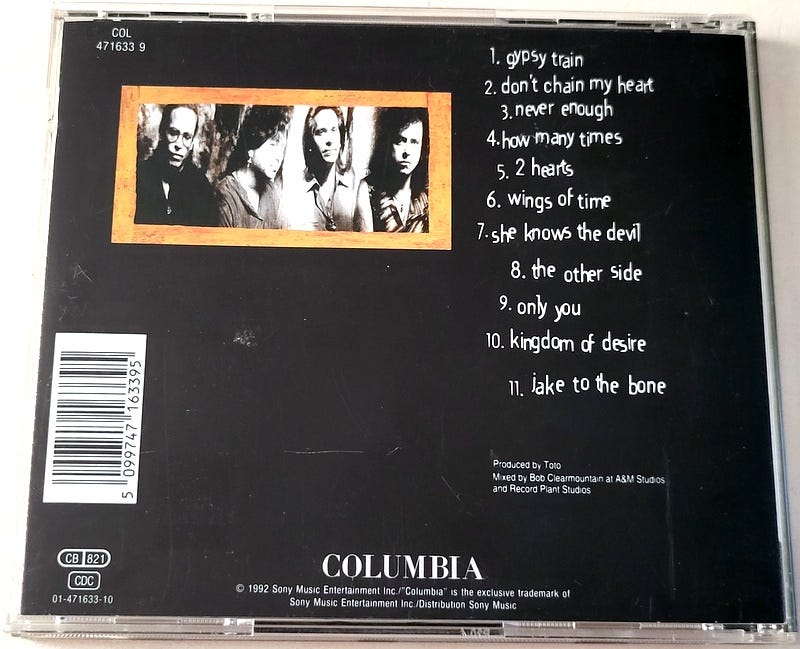 COL
471633 9
1. gypsy train
2. don't chain my heart
3. never enough
4. how many times
5. 2 hearts
6. wings of time
7. she knows the devil
8. the other side
9. only you
10. kingdom of desire
11. jake to the bone
5 099747 163395
Produced by Toto
Mixed by Bob Clearmountain at A&M Studios
and Record Plant Studios
CB 821
CDC
01-471633-10
COLUMBIA
© 1992 Sony Music Entertainment Inc./"Columbia" is the exclusive trademark of
Sony Music Entertainment Inc./Distribution Sony Music